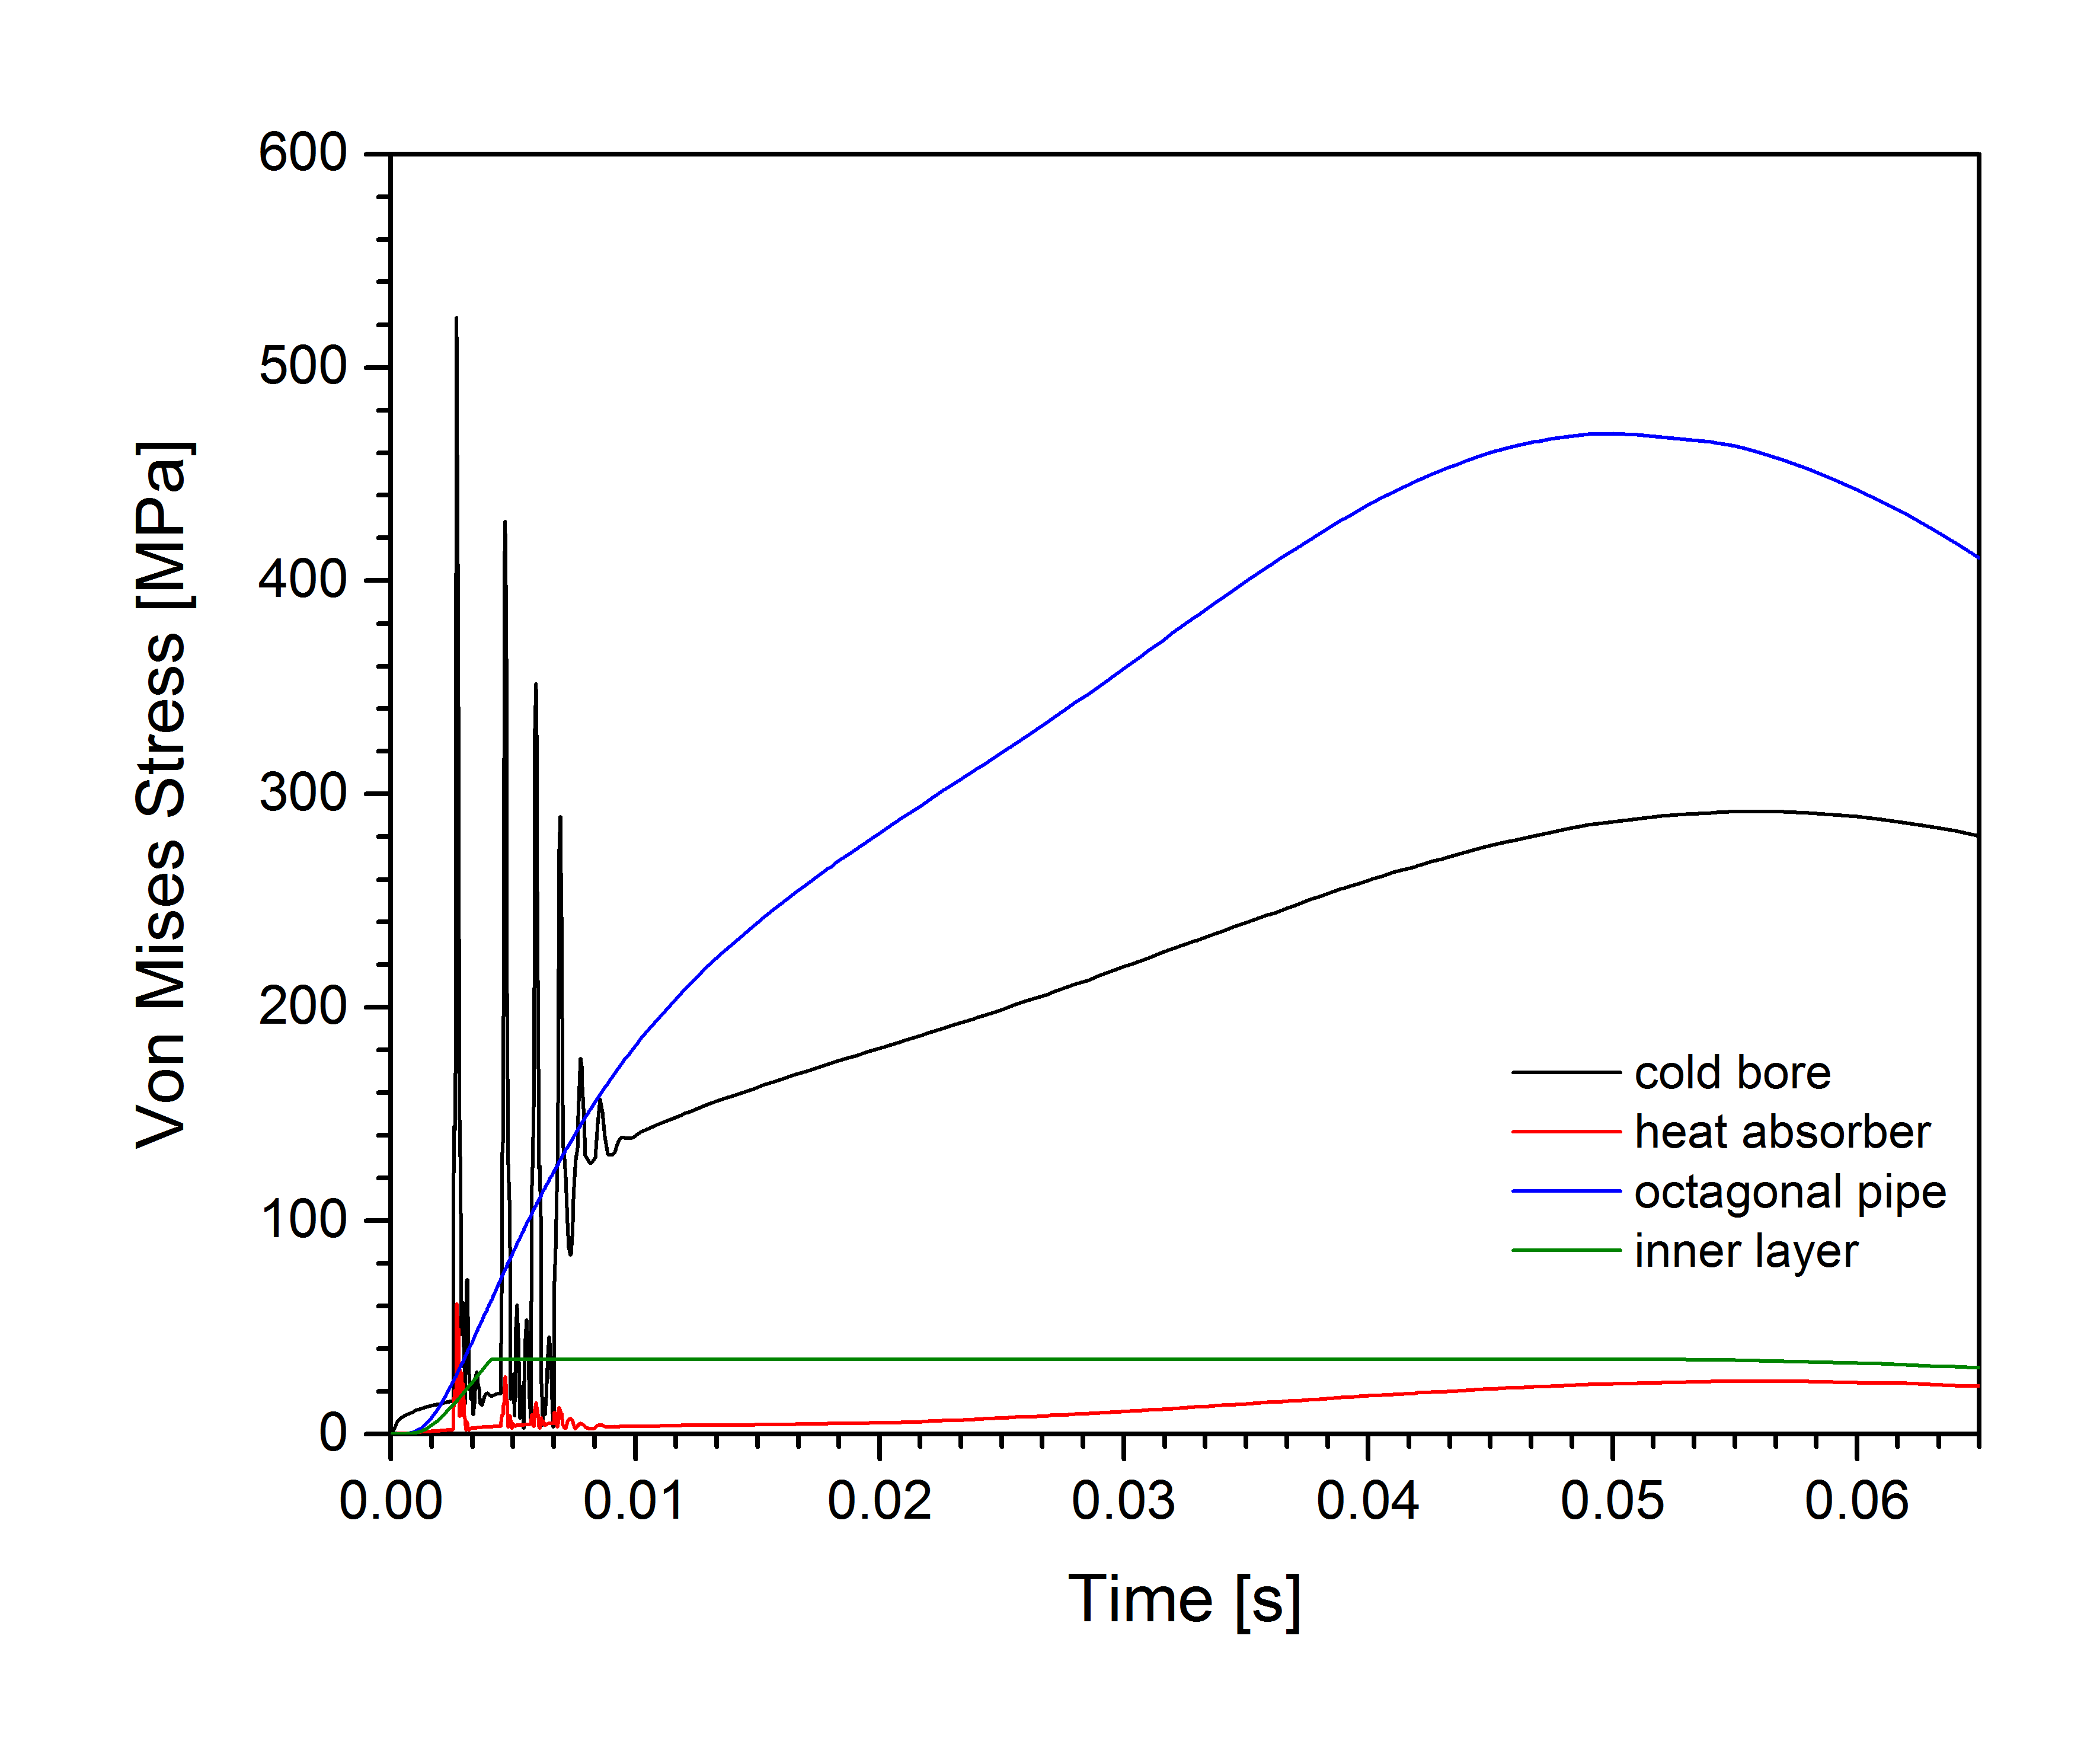 600
500
400
300
200
100
0
Von Mises Stress [MPa]
cold bore
heat absorber
octagonal pipe
inner layer
0.00 0.01 0.02 0.03 0.04 0.05 0.06
Time [s]